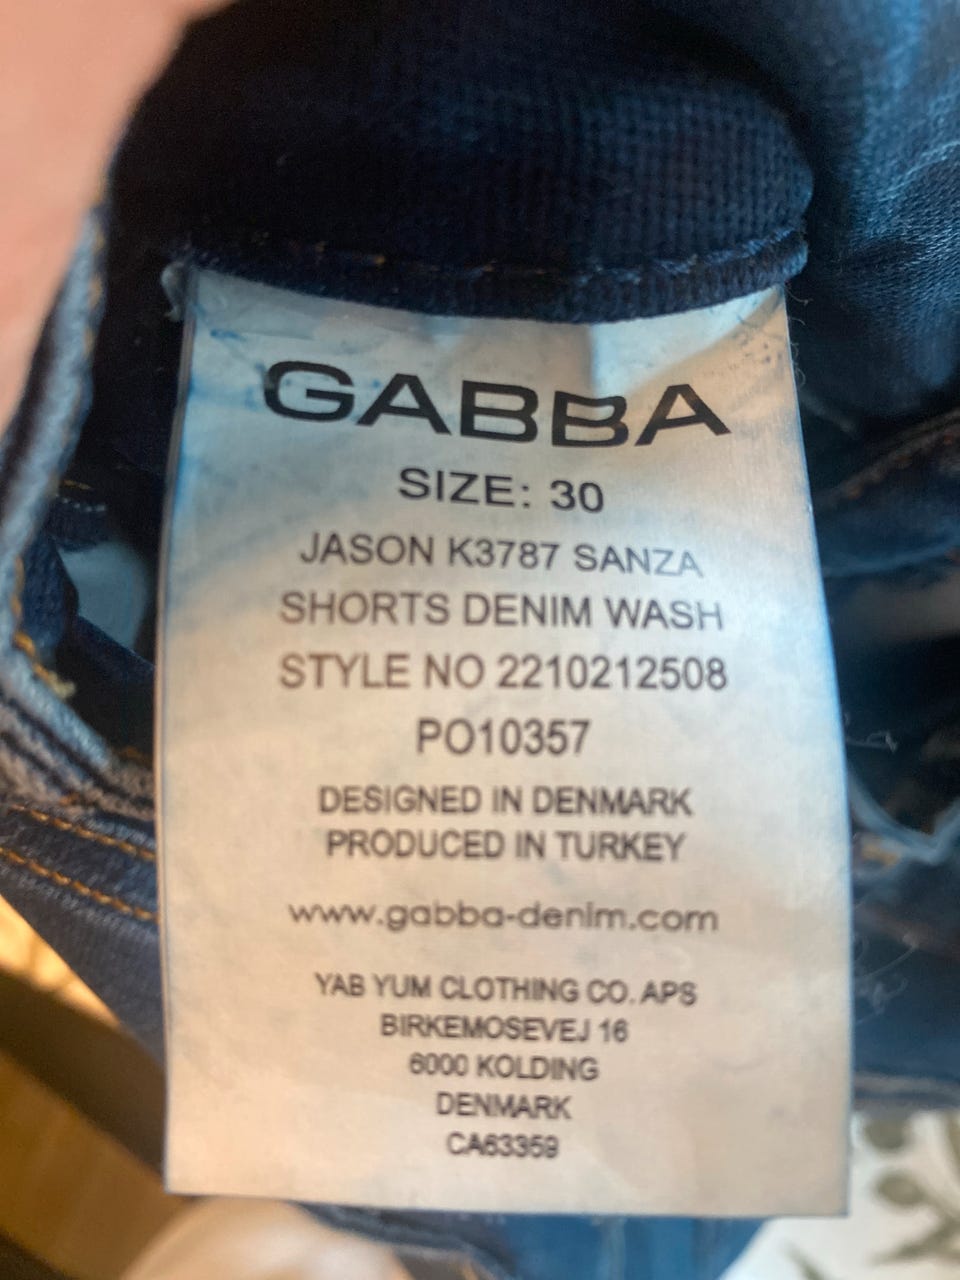 GABBA
SIZE: 30
JASON K3787 SANZA
SHORTS DENIM WASH
STYLE NO 2210212508
PO10357
DESIGNED IN DENMARK
PRODUCED IN TURKEY
www.gabba-denim.com
YAB YUM CLOTHING CO. APS
BIRKEMOSEVEJ 16
6000 KOLDING
DENMARK
CA63359